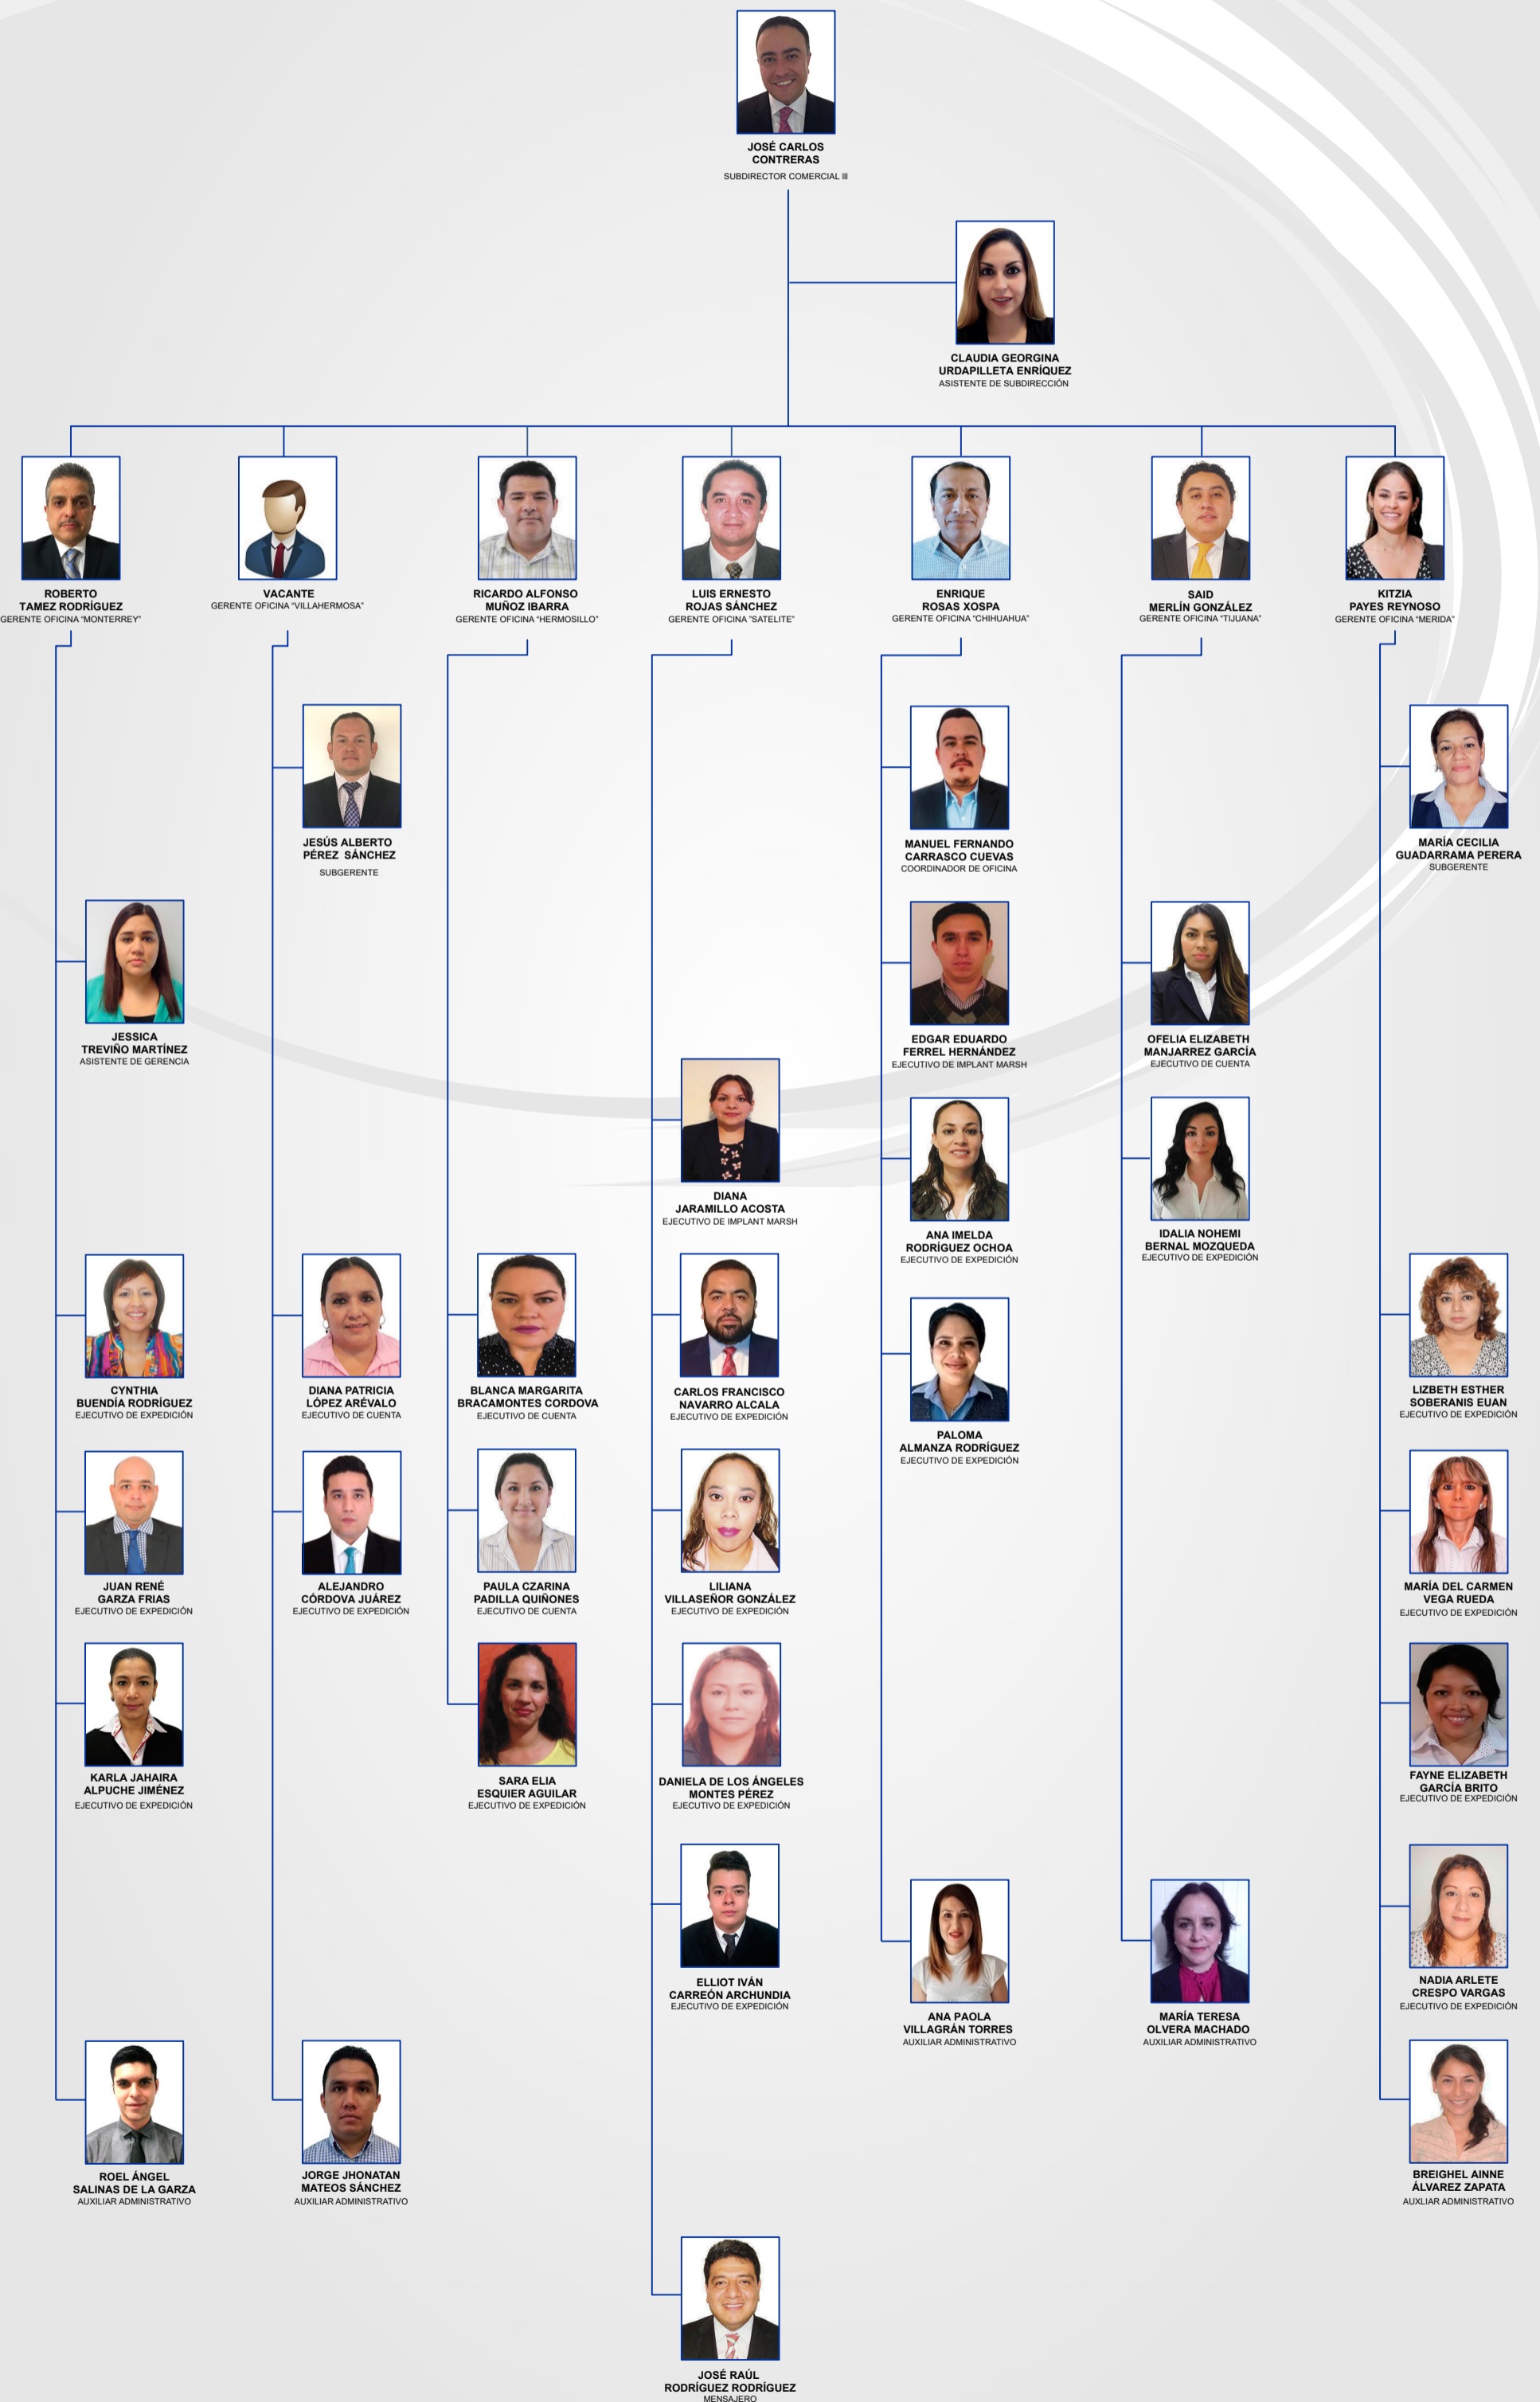 JOSÉ CARLOS
CONTRERAS
SUBDIRECTOR COMERCIAL III
CLAUDIA GEORGINA
URDAPILLETA ENRÍQUEZ
ASISTENTE DE SUBDIRECCIÓN
ROBERTO
TAMEZ RODRÍGUEZ
GERENTE OFICINA "MONTERREY"
VACANTE
GERENTE OFICINA "VILLAHERMOSA"
RICARDO ALFONSO
MUÑOZ IBARRA
GERENTE OFICINA "HERMOSILLO"
LUIS ERNESTO
ROJAS SÁNCHEZ
GERENTE OFICINA "SATELITE"
ENRIQUE
ROSAS XOSPA
GERENTE OFICINA "CHIHUAHUA"
SAID
MERLÍN GONZÁLEZ
GERENTE OFICINA "TIJUANA"
KITZIA
PAYES REYNOSO
GERENTE OFICINA "MERIDA"
JESÚS ALBERTO
PÉREZ SÁNCHEZ
SUBGERENTE
MANUEL FERNANDO
CARRASCO CUEVAS
COORDINADOR DE OFICINA
MARÍA CECILIA
GUADARRAMA PERERA
SUBGERENTE
JESSICA
TREVIÑO MARTÍNEZ
ASISTENTE DE GERENCIA
EDGAR EDUARDO
FERREL HERNÁNDEZ
EJECUTIVO DE IMPLANT MARSH
OFELIA ELIZABETH
MANJARREZ GARCÍA
EJECUTIVO DE CUENTA
DIANA
JARAMILLO ACOSTA
EJECUTIVO DE IMPLANT MARSH
ANA IMELDA
RODRÍGUEZ OCHOA
EJECUTIVO DE EXPEDICIÓN
IDALIA NOHEMI
BERNAL MOZQUEDA
EJECUTIVO DE EXPEDICIÓN
CYNTHIA
BUENDÍA RODRÍGUEZ
EJECUTIVO DE EXPEDICIÓN
DIANA PATRICIA
LÓPEZ ARÉVALO
EJECUTIVO DE CUENTA
BLANCA MARGARITA
BRACAMONTES CORDOVA
EJECUTIVO DE CUENTA
CARLOS FRANCISCO
NAVARRO ALCALA
EJECUTIVO DE EXPEDICIÓN
PALOMA
ALMANZA RODRÍGUEZ
EJECUTIVO DE EXPEDICIÓN
LIZBETH ESTHER
SOBERANIS EUAN
EJECUTIVO DE EXPEDICIÓN
JUAN RENÉ
GARZA FRIAS
EJECUTIVO DE EXPEDICIÓN
ALEJANDRO
CÓRDOVA JUÁREZ
EJECUTIVO DE EXPEDICIÓN
PAULA CZARINA
PADILLA QUIÑONES
EJECUTIVO DE CUENTA
LILIANA
VILLASEÑOR GONZÁLEZ
EJECUTIVO DE EXPEDICIÓN
MARÍA DEL CARMEN
VEGA RUEDA
EJECUTIVO DE EXPEDICIÓN
KARLA JAHAIRA
ALPUCHE JIMÉNEZ
EJECUTIVO DE EXPEDICIÓN
SARA ELIA
ESQUIER AGUILAR
EJECUTIVO DE EXPEDICIÓN
DANIELA DE LOS ÁNGELES
MONTES PÉREZ
EJECUTIVO DE EXPEDICIÓN
FAYNE ELIZABETH
GARCÍA BRITO
EJECUTIVO DE EXPEDICIÓN
ELLIOT IVÁN
CARREÓN ARCHUNDIA
EJECUTIVO DE EXPEDICIÓN
ANA PAOLA
VILLAGRÁN TORRES
AUXILIAR ADMINISTRATIVO
MARÍA TERESA
OLVERA MACHADO
AUXILIAR ADMINISTRATIVO
NADIA ARLETE
CRESPO VARGAS
EJECUTIVO DE EXPEDICIÓN
ROEL ÁNGEL
SALINAS DE LA GARZA
AUXILIAR ADMINISTRATIVO
JORGE JHONATAN
MATEOS SÁNCHEZ
AUXILIAR ADMINISTRATIVO
BREIGHEL AINNE
ÁLVAREZ ZAPATA
AUXLIAR ADMINISTRATIVO
JOSÉ RAÚL
RODRÍGUEZ RODRÍGUEZ
MENSAJERO